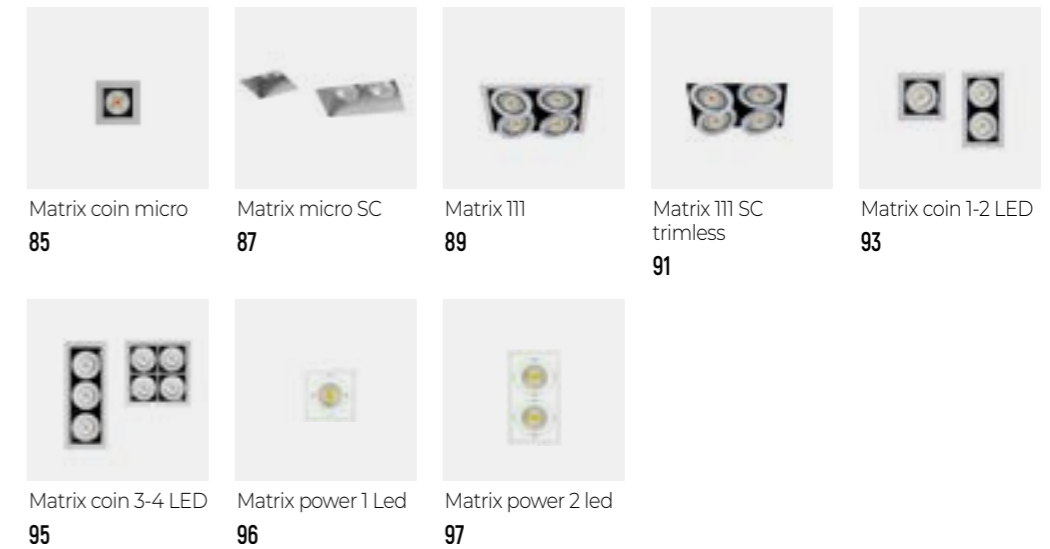 Matrix coin micro
85
Matrix micro SC
87
Matrix 111
89
Matrix 111 SC
trimless
91
Matrix coin 1-2 LED
93
Matrix coin 3-4 LED
95
Matrix power 1 Led
96
Matrix power 2 led
97